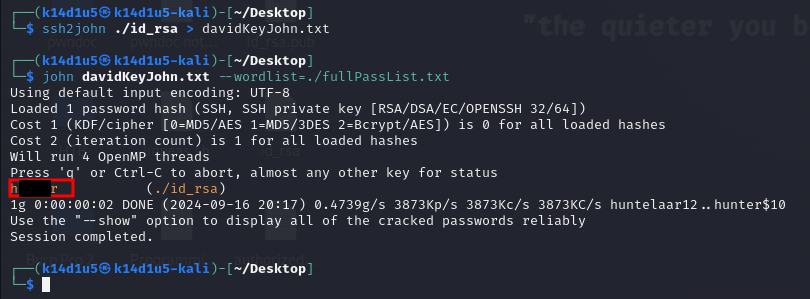 "the quieter you b
┌──(k14d1u5㉿k14d1u5-kali)-[~/Desktop]
└─$ ssh2john ./id_rsa > davidKeyJohn.txt
┌──(k14d1u5㉿k14d1u5-kali)-[~/Desktop]
└─$ john davidKeyJohn.txt --wordlist=./fullPassList.txt
Using default input encoding: UTF-8
Loaded 1 password hash (SSH, SSH private key [RSA/DSA/EC/OPENSSH 32/64])
Cost 1 (KDF/cipher [0=MD5/AES 1=MD5/3DES 2=Bcrypt/AES]) is 0 for all loaded hashes
Cost 2 (iteration count) is 1 for all loaded hashes
Will run 4 OpenMP threads
Press 'q' or Ctrl-C to abort, almost any other key for status
(./id_rsa)
1g 0:00:00:02 DONE (2024-09-16 20:17) 0.4739g/s 3873Kp/s 3873Kc/s 3873KC/s huntelaar12..hunter$10
Use the "--show" option to display all of the cracked passwords reliably
Session completed.
┌──(k14d1u5㉿k14d1u5-kali)-[~/Desktop]
└─$